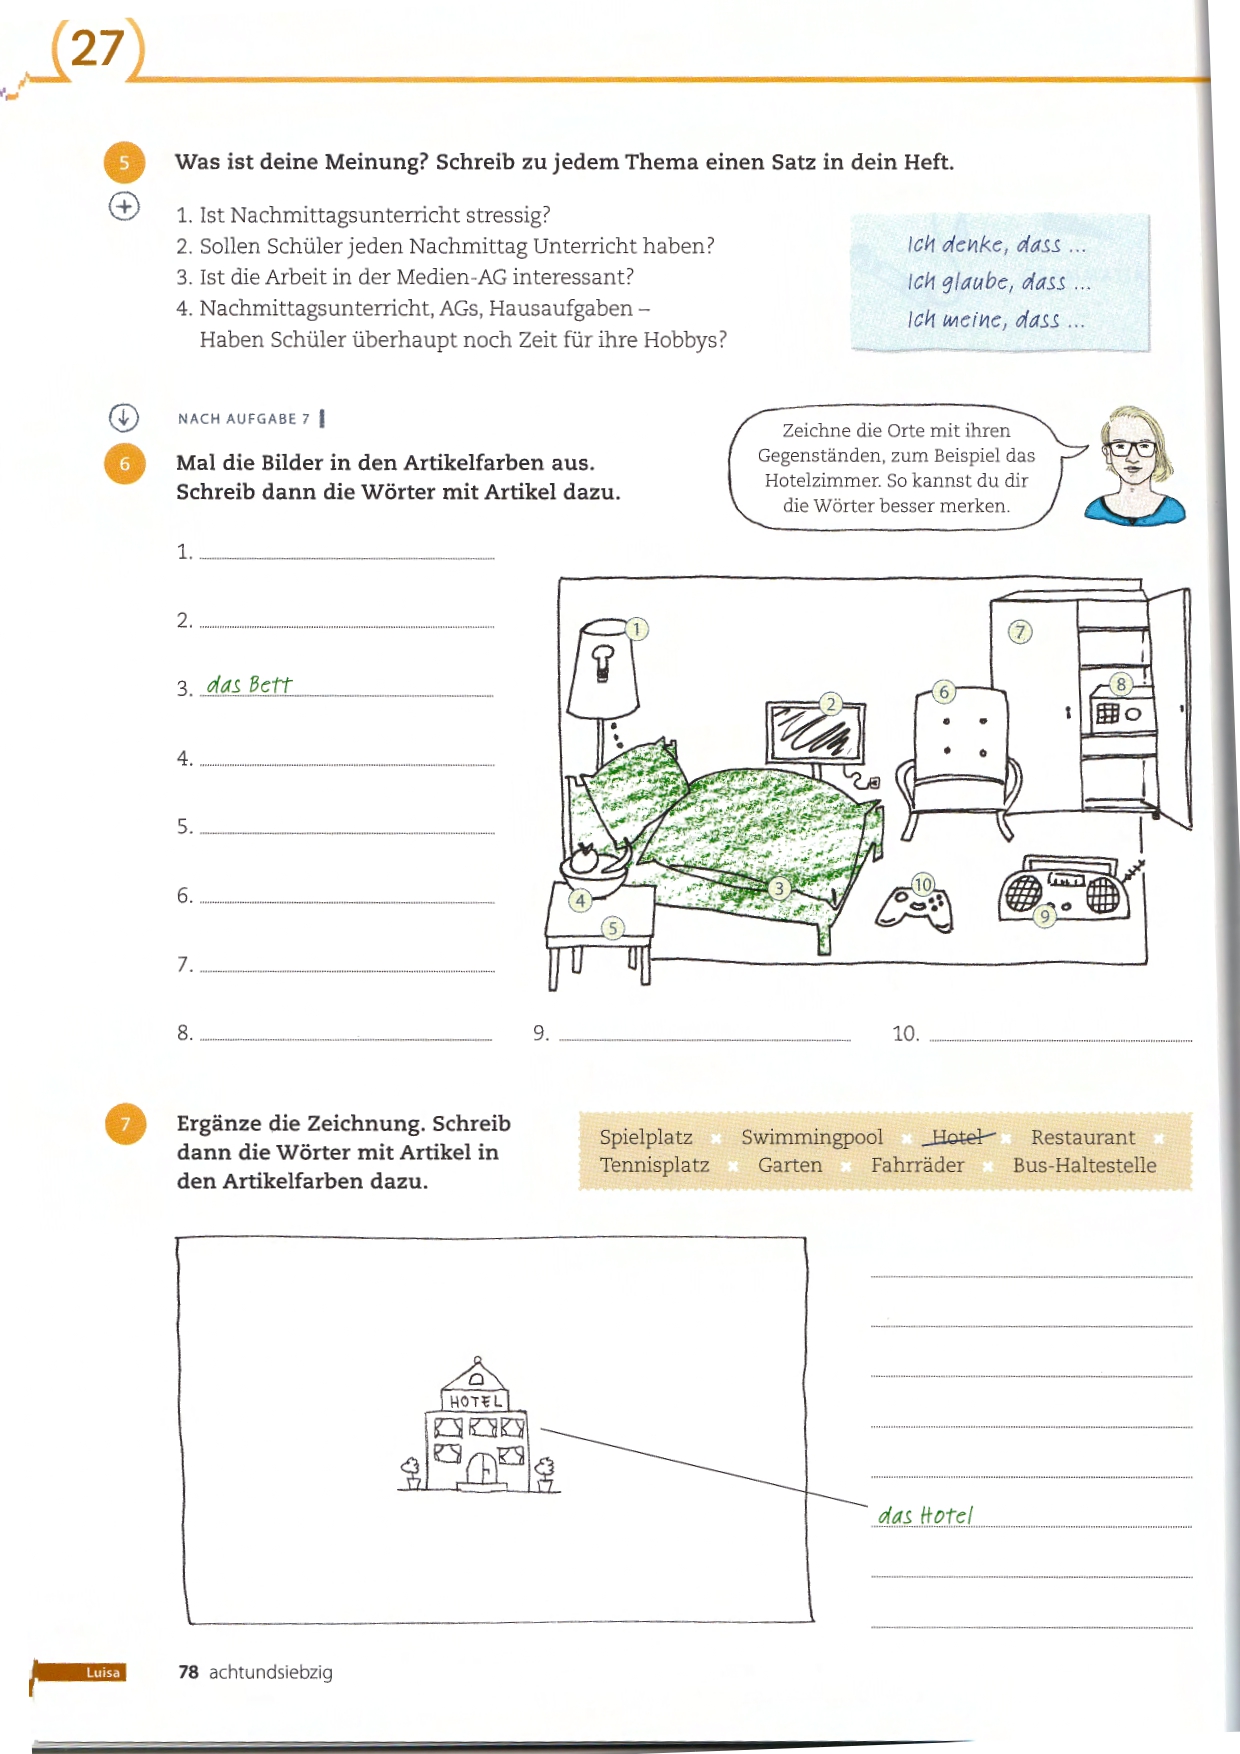 27
5 Was ist deine Meinung? Schreib zu jedem Thema einen Satz in dein Heft.
1. Ist Nachmittagsunterricht stressig?
2. Sollen Schüler jeden Nachmittag Unterricht haben?
3. Ist die Arbeit in der Medien-AG interessant?
4. Nachmittagsunterricht, AGs, Hausaufgaben –
Haben Schüler überhaupt noch Zeit für ihre Hobbys?
Ich denke, dass ...
Ich glaube, dass ...
Ich meine, dass ...
NACH AUFGABE 7
6 Mal die Bilder in den Artikelfarben aus.
Schreib dann die Wörter mit Artikel dazu.
Zeichne die Orte mit ihren
Gegenständen, zum Beispiel das
Hotelzimmer. So kannst du dir
die Wörter besser merken.
1.
2.
3. das Bett
4.
5.
6.
7.
8. 9. 10.
1
2
3
4
5
6
7
8
9
10
7 Ergänze die Zeichnung. Schreib
dann die Wörter mit Artikel in
den Artikelfarben dazu.
Spielplatz Swimmingpool Hotel Restaurant
Tennisplatz Garten Fahrräder Bus-Haltestelle
HOTEL
das Hotel
Luisa 78 achtundsiebzig